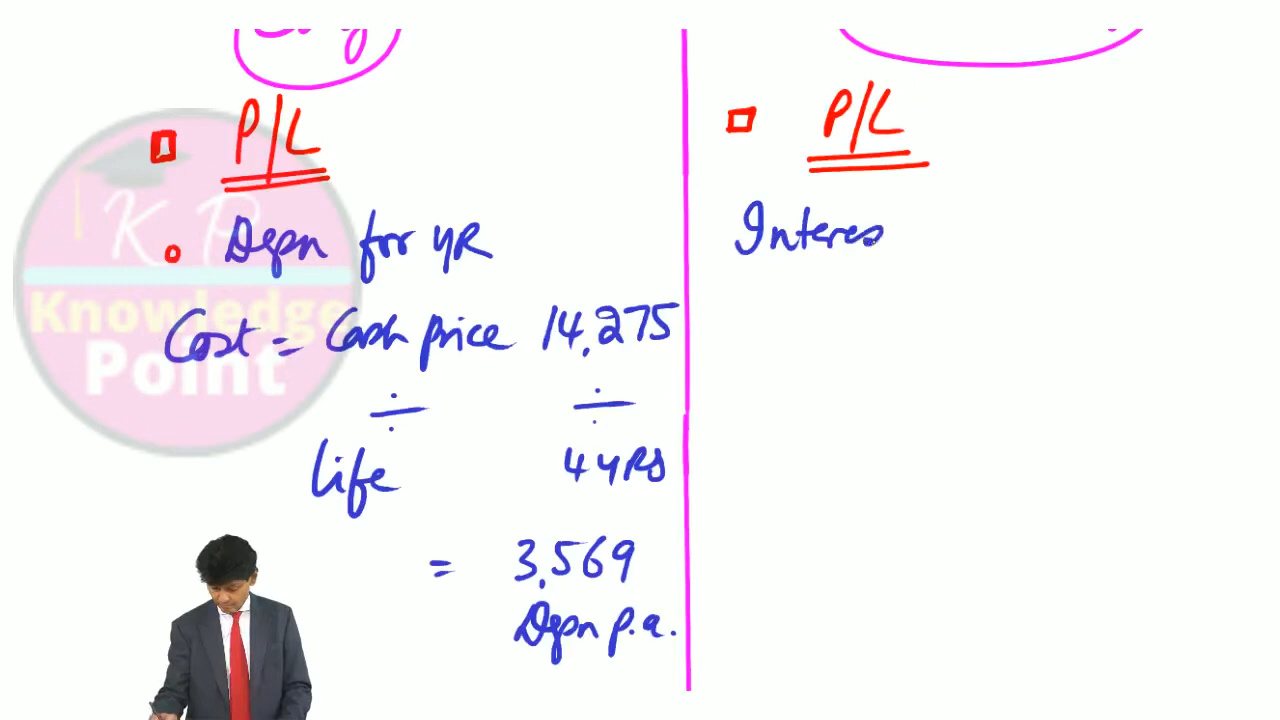 P/L
Depn for YR
Cost = Cash price 14,275
÷ ÷
Life 4 YRS
= 3,569
Depn p.a.
P/L
Interes
K P
Knowledge
Point